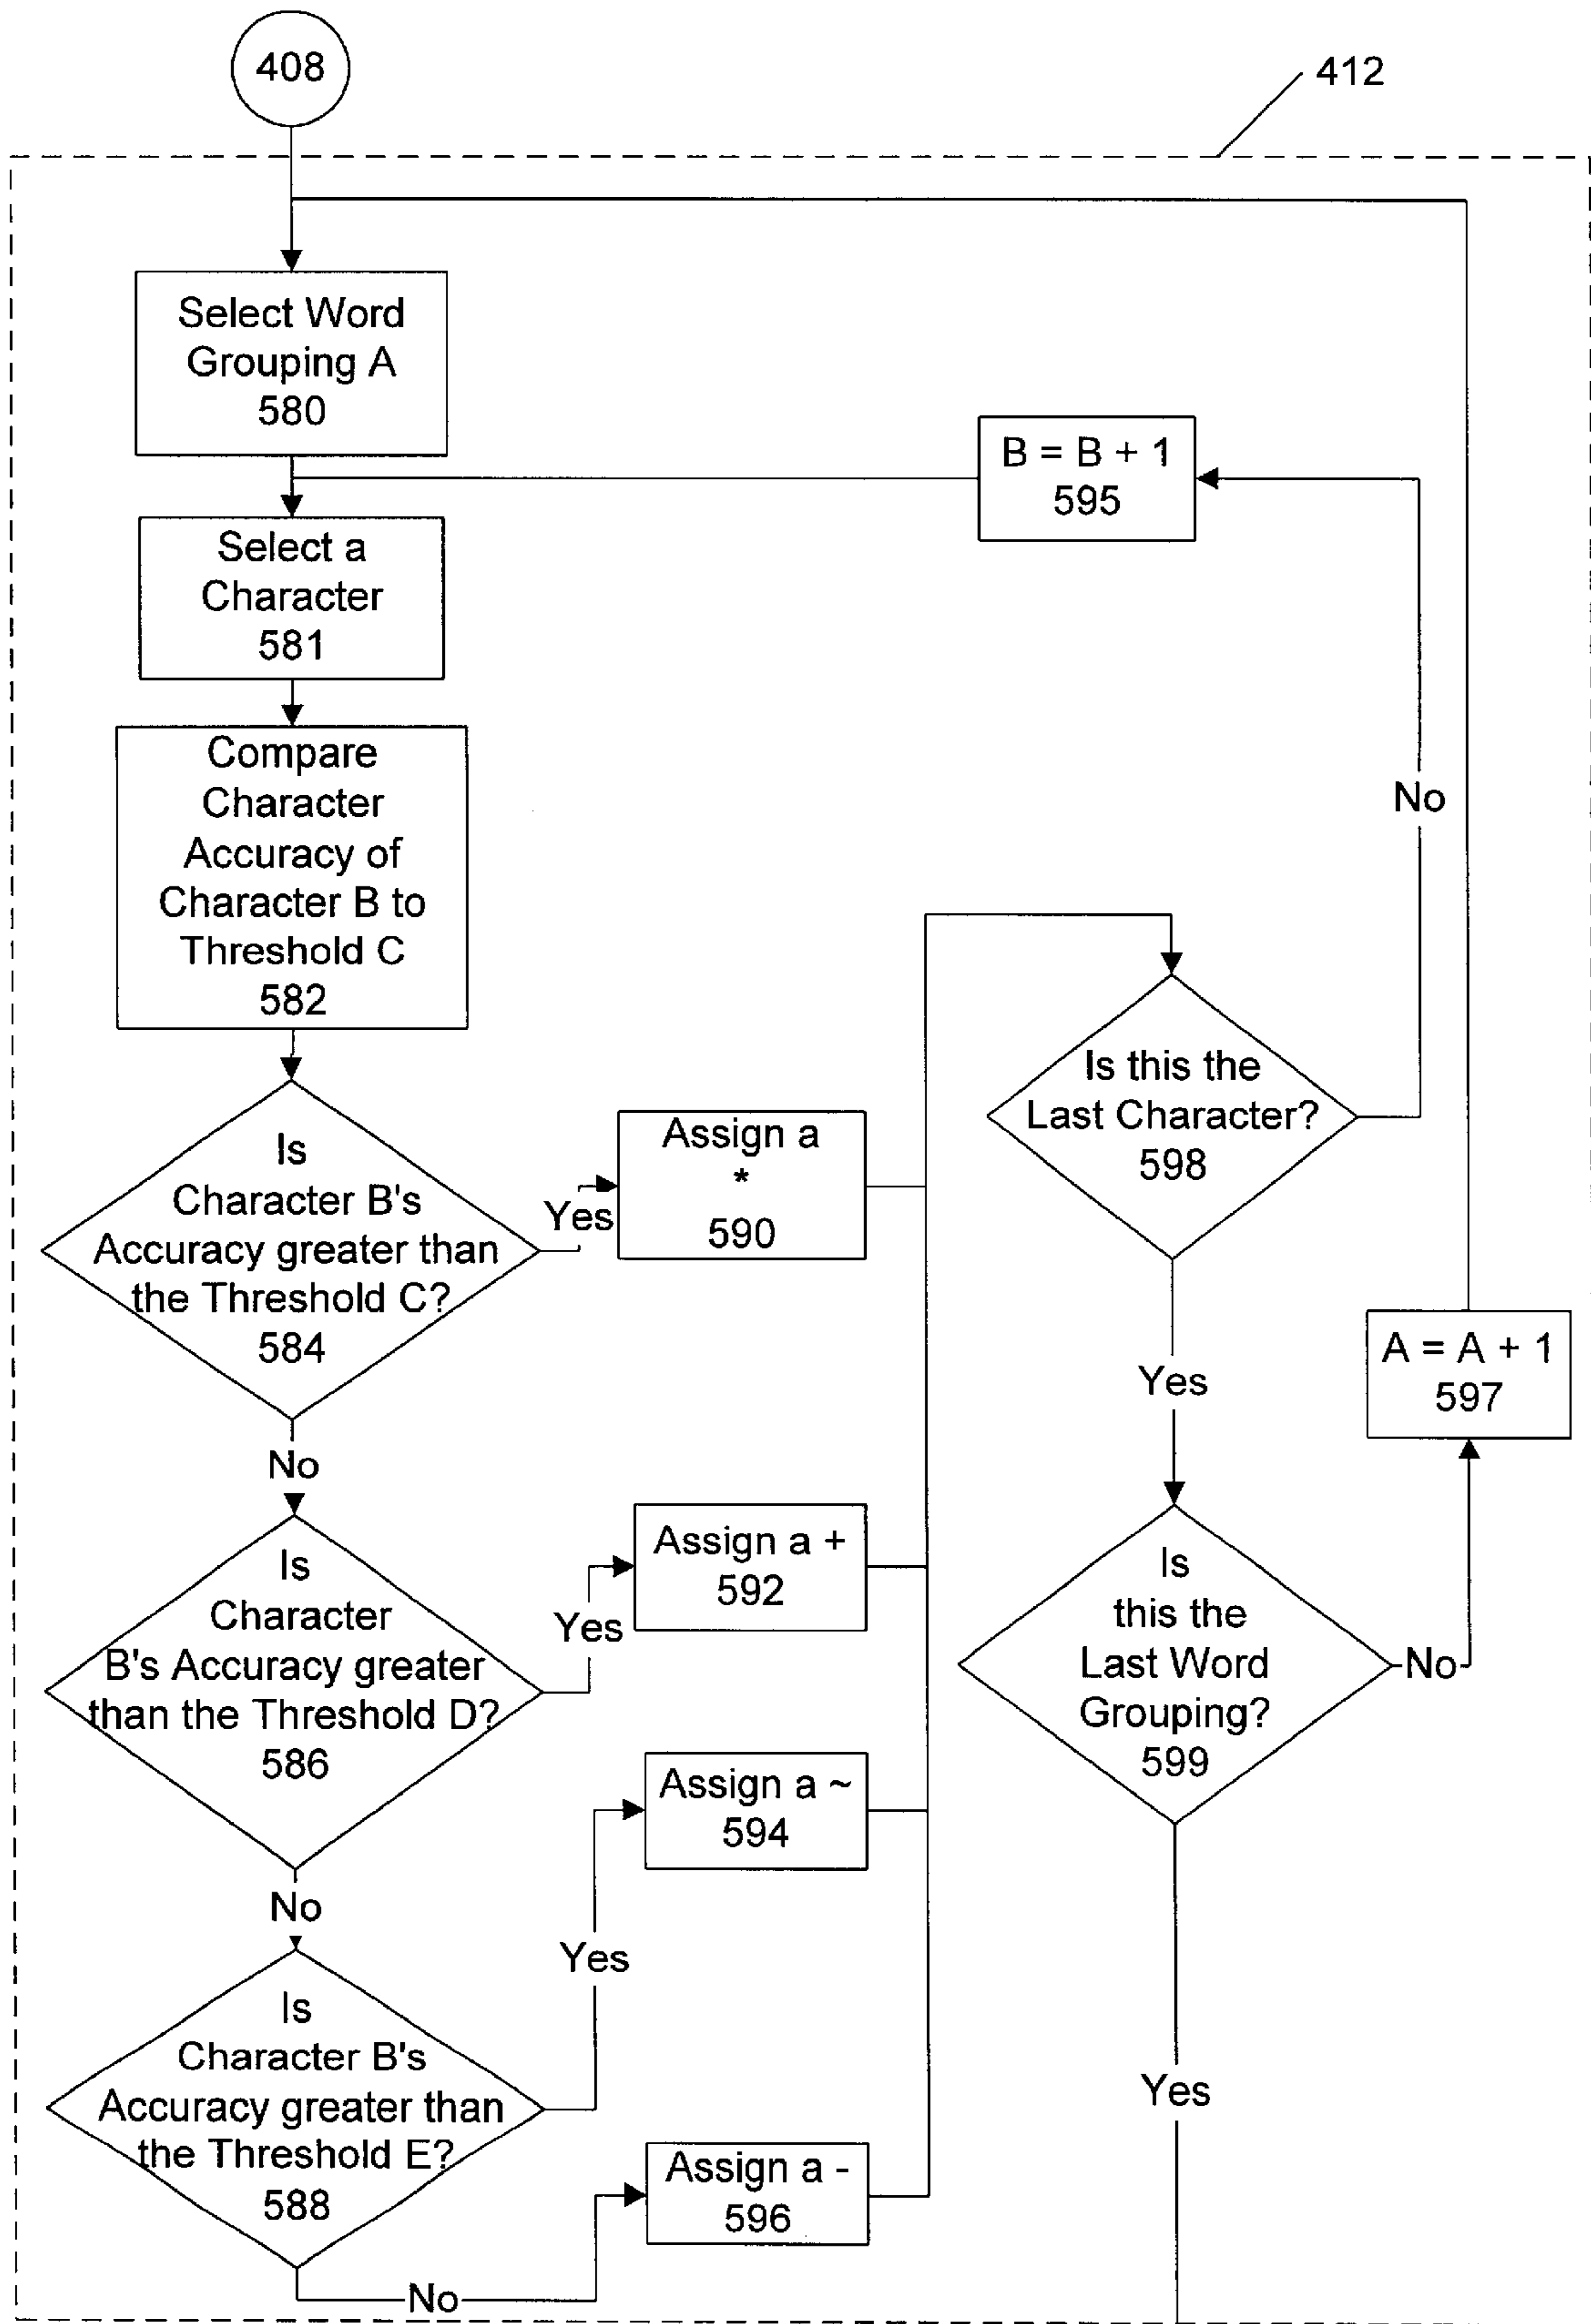 408
412
Select Word
Grouping A
580
B = B + 1
595
Select a
Character
581
Compare
Character
Accuracy of
Character B to
Threshold C
582
No
Is this the
Last Character?
598
Is
Character B's
Accuracy greater than
the Threshold C?
584
Yes
Assign a
*
590
Yes
A = A + 1
597
No
Is
Character
B's Accuracy greater
than the Threshold D?
586
Yes
Assign a +
592
Is
this the
Last Word
Grouping?
599
No
Assign a ~
594
No
Yes
Is
Character B's
Accuracy greater than
the Threshold E?
588
Yes
Assign a -
596
No